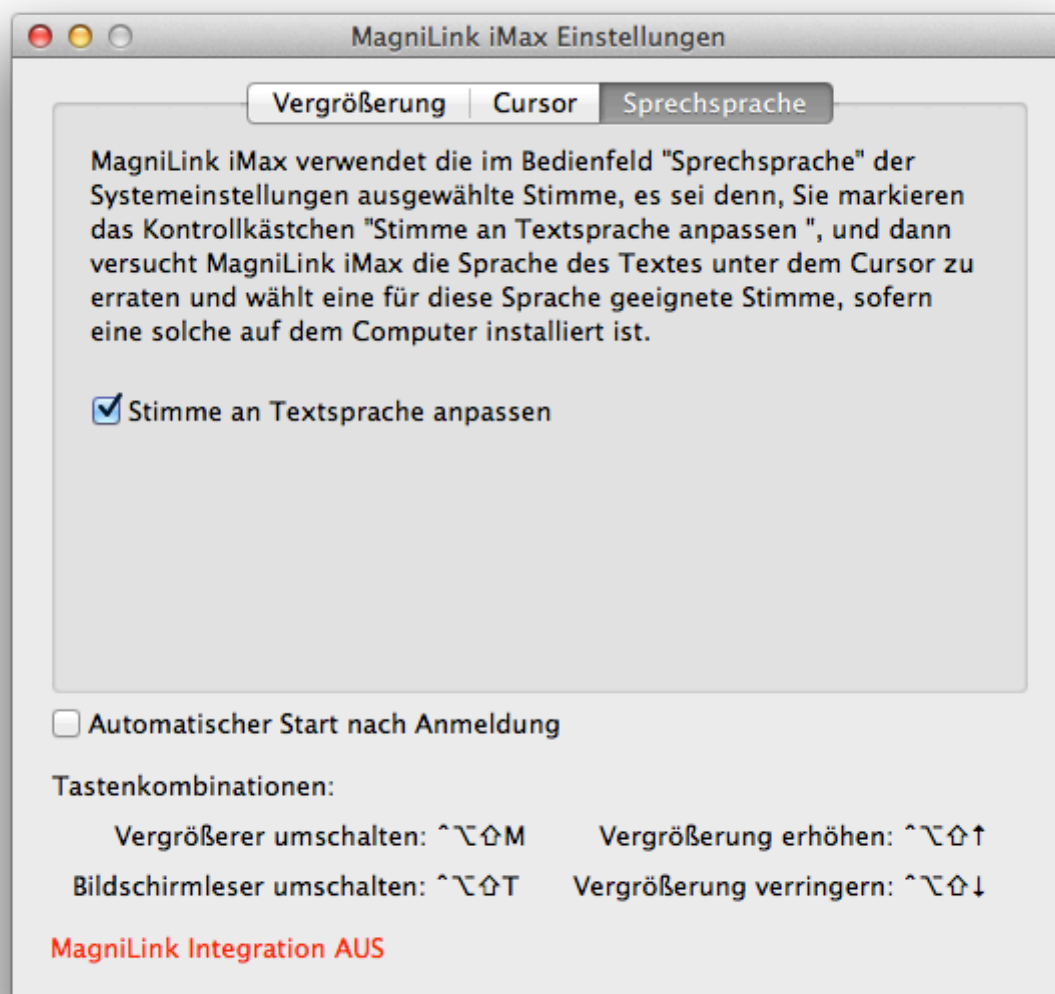 MagniLink iMax Einstellungen
Vergrößerung Cursor Sprechsprache
MagniLink iMax verwendet die im Bedienfeld "Sprechsprache" der
Systemeinstellungen ausgewählte Stimme, es sei denn, Sie markieren
das Kontrollkästchen "Stimme an Textsprache anpassen ", und dann
versucht MagniLink iMax die Sprache des Textes unter dem Cursor zu
erraten und wählt eine für diese Sprache geeignete Stimme, sofern
eine solche auf dem Computer installiert ist.
Stimme an Textsprache anpassen
Automatischer Start nach Anmeldung
Tastenkombinationen:
Vergrößerer umschalten: ⌃⌥⇧M Vergrößerung erhöhen: ⌃⌥⇧↑
Bildschirmleser umschalten: ⌃⌥⇧T Vergrößerung verringern: ⌃⌥⇧↓
MagniLink Integration AUS